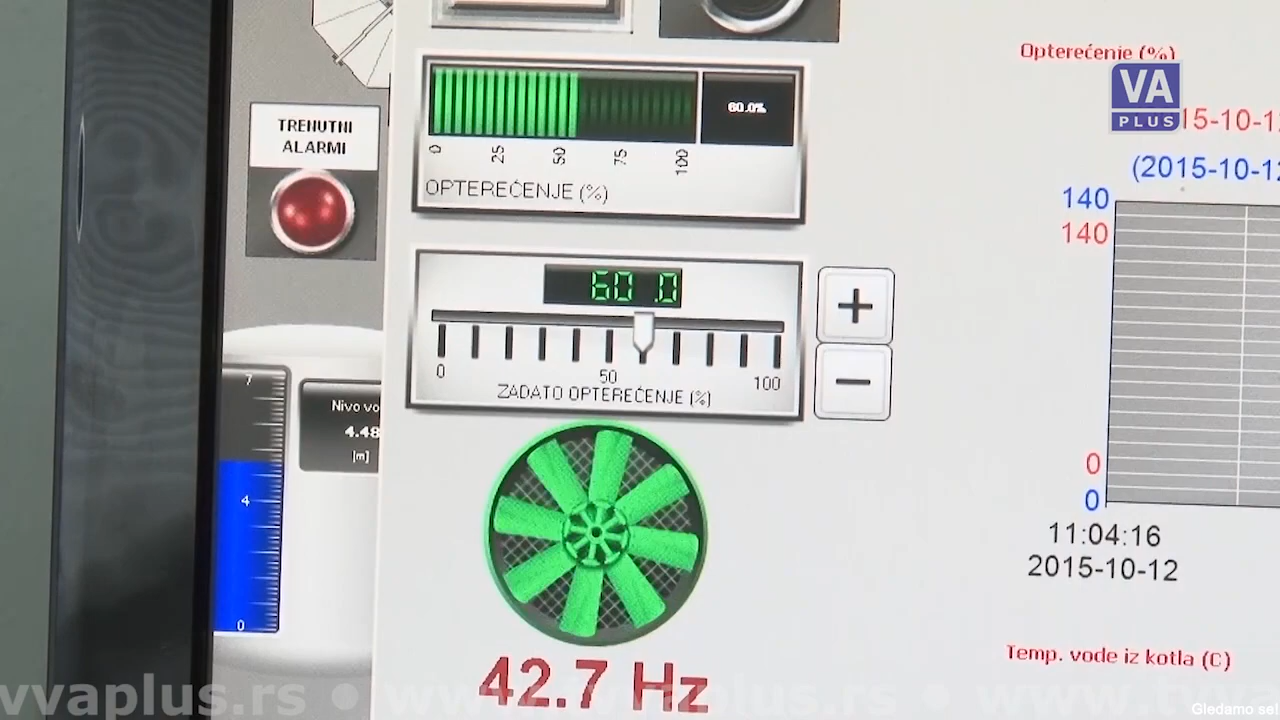 Opterećenje (%)
VA
PLUS
15-10-1
(2015-10-12
TRENUTNI
ALARMI
60.0%
0 25 50 75 100
OPTEREĆENJE (%)
140
140
60.0
0 50 100
ZADATO OPTEREĆENJE (%)
+
−
7
Nivo vo
4.48
[m]
4
0
0
0
11:04:16
2015-10-12
42.7 Hz
Temp. vode iz kotla (C)
vvaplus.rs • www.tvvaplus.rs • www.tvva
Gledamo se!